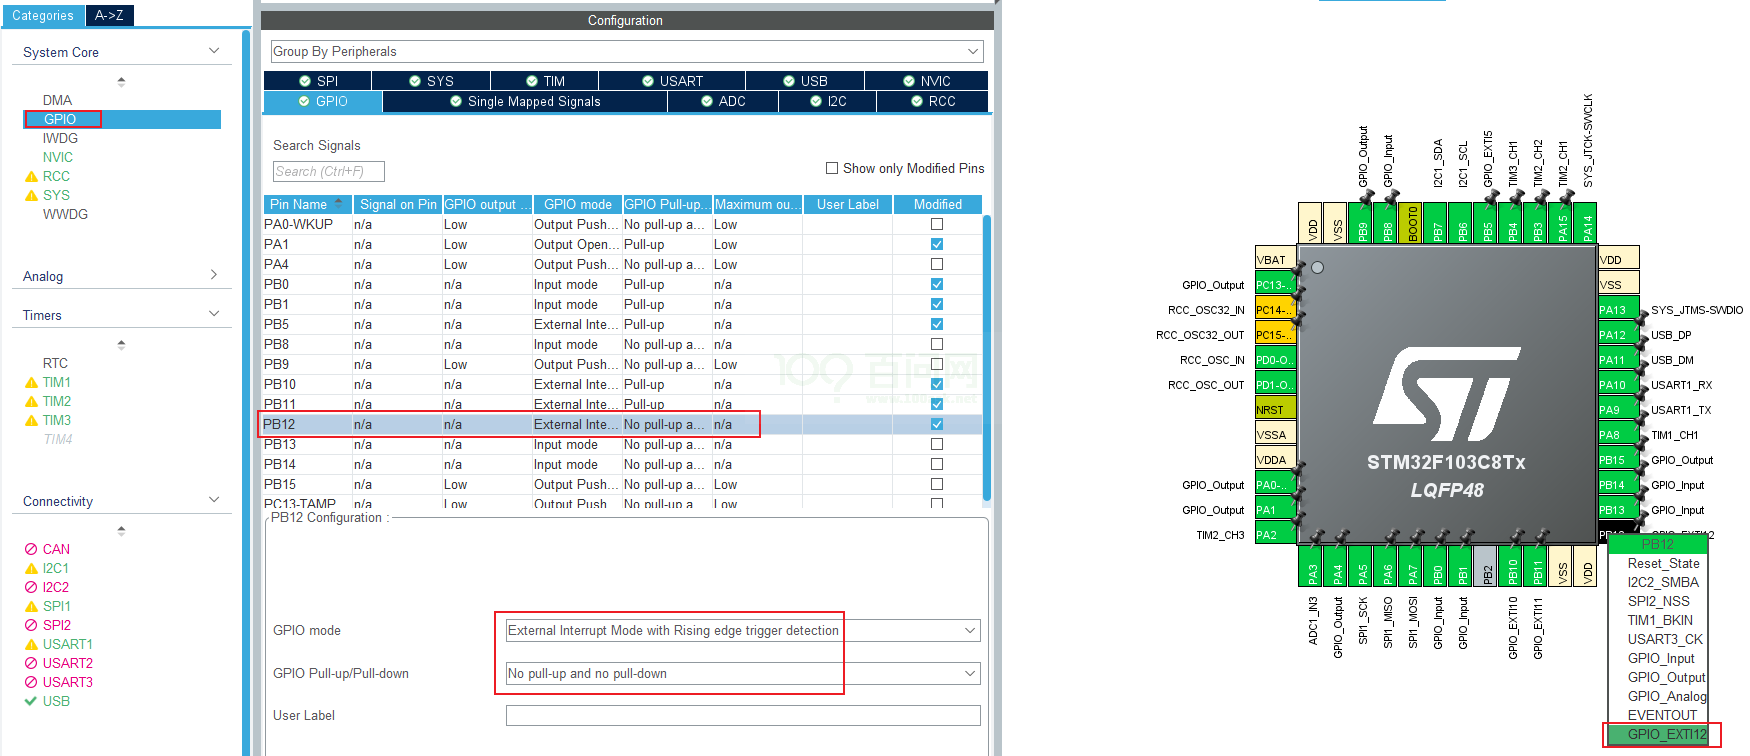 Categories A->Z
System Core
DMA
GPIO
IWDG
NVIC
RCC
SYS
WWDG
Analog
Timers
RTC
TIM1
TIM2
TIM3
TIM4
Connectivity
CAN
I2C1
I2C2
SPI1
SPI2
USART1
USART2
USART3
USB
Configuration
Group By Peripherals
SPI SYS TIM USART USB NVIC
GPIO Single Mapped Signals ADC I2C RCC
Search Signals
Search (Ctrl+F)
Show only Modified Pins
Pin Name Signal on Pin GPIO output ... GPIO mode GPIO Pull-up... Maximum ou... User Label Modified
PA0-WKUP n/a Low Output Push... No pull-up a... Low
PA1 n/a Low Output Open... Pull-up Low
PA4 n/a Low Output Push... No pull-up a... Low
PB0 n/a n/a Input mode Pull-up n/a
PB1 n/a n/a Input mode Pull-up n/a
PB5 n/a n/a External Inte... Pull-up n/a
PB8 n/a n/a Input mode No pull-up a... n/a
PB9 n/a Low Output Push... No pull-up a... Low
PB10 n/a n/a External Inte... Pull-up n/a
PB11 n/a n/a External Inte... Pull-up n/a
PB12 n/a n/a External Inte... No pull-up a... n/a
PB13 n/a n/a Input mode No pull-up a... n/a
PB14 n/a n/a Input mode No pull-up a... n/a
PB15 n/a Low Output Push... No pull-up a... Low
PC13-TAMP n/a Low Output Push... No pull-up a... Low
百问网
PB12 Configuration :
GPIO mode External Interrupt Mode with Rising edge trigger detection
GPIO Pull-up/Pull-down No pull-up and no pull-down
User Label
GPIO_Output
GPIO_Input
I2C1_SDA
I2C1_SCL
GPIO_EXTI5
TIM3_CH1
TIM2_CH2
TIM2_CH1
SYS_JTCK-SWCLK
VDD
VSS
PB9
PB8
BOOT0
PB7
PB6
PB5
PB4
PB3
PA15
PA14
VBAT
GPIO_Output PC13-..
RCC_OSC32_IN PC14-..
RCC_OSC32_OUT PC15-..
RCC_OSC_IN PD0-O..
RCC_OSC_OUT PD1-O..
NRST
VSSA
VDDA
GPIO_Output PA0-..
GPIO_Output PA1
TIM2_CH3 PA2
STM32F103C8Tx
LQFP48
VDD
VSS
PA13 SYS_JTMS-SWDIO
PA12 USB_DP
PA11 USB_DM
PA10 USART1_RX
PA9 USART1_TX
PA8 TIM1_CH1
PB15 GPIO_Output
PB14 GPIO_Input
PB13 GPIO_Input
PB12 GPIO_EXTI12
PA3
PA4
PA5
PA6
PA7
PB0
PB1
PB2
PB10
PB11
VSS
VDD
ADC1_IN3
GPIO_Output
SPI1_SCK
SPI1_MISO
SPI1_MOSI
GPIO_Input
GPIO_Input
GPIO_EXTI10
GPIO_EXTI11
PB12
Reset_State
I2C2_SMBA
SPI2_NSS
TIM1_BKIN
USART3_CK
GPIO_Input
GPIO_Output
GPIO_Analog
EVENTOUT
GPIO_EXTI12